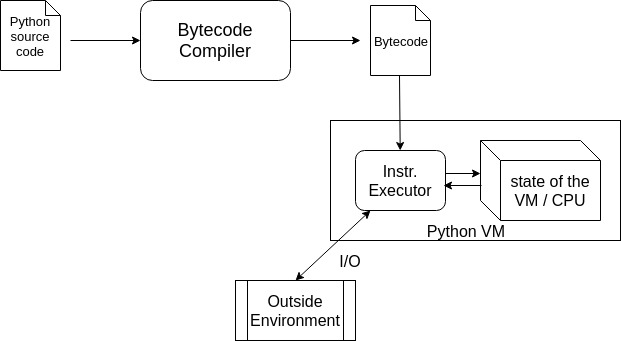 Python
source
code
Bytecode
Compiler
Bytecode
Instr.
Executor
state of the
VM / CPU
Python VM
I/O
Outside
Environment